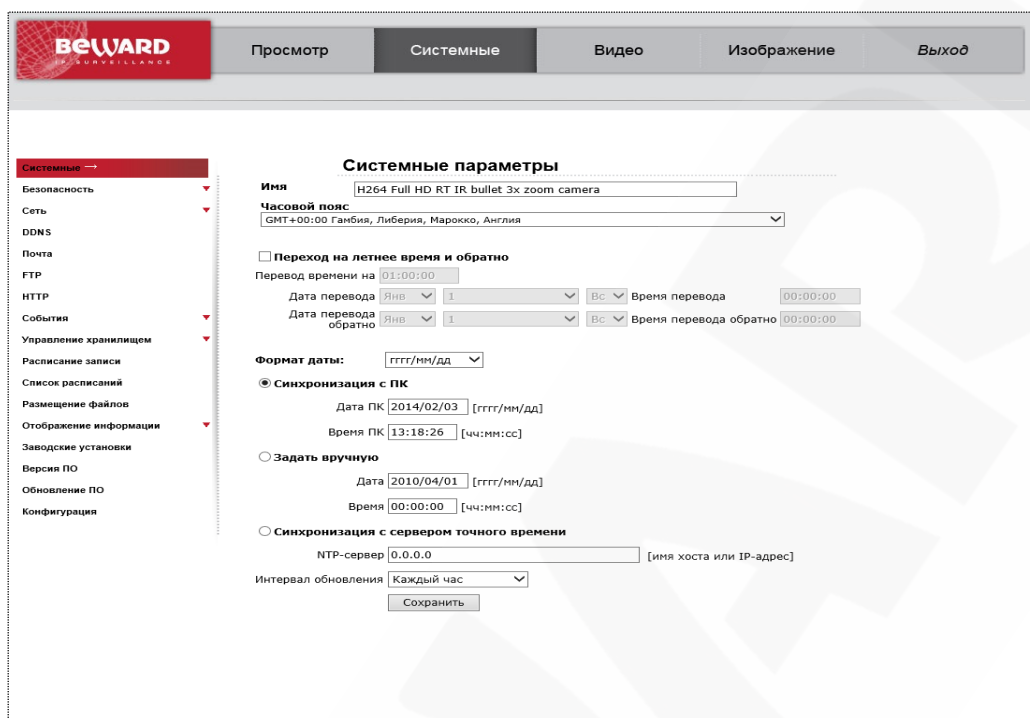 BEWARD
IP SURVEILLANCE
Просмотр
Системные
Видео
Изображение
Выход
Системные →
Безопасность
Сеть
DDNS
Почта
FTP
HTTP
События
Управление хранилищем
Расписание записи
Список расписаний
Размещение файлов
Отображение информации
Заводские установки
Версия ПО
Обновление ПО
Конфигурация
Системные параметры
Имя H264 Full HD RT IR bullet 3x zoom camera
Часовой пояс
GMT+00:00 Гамбия, Либерия, Марокко, Англия
Переход на летнее время и обратно
Перевод времени на 01:00:00
Дата перевода Янв 1 Вс Время перевода 00:00:00
Дата перевода
обратно Янв 1 Вс Время перевода обратно 00:00:00
Формат даты: гггг/мм/дд
Синхронизация с ПК
Дата ПК 2014/02/03 [гггг/мм/дд]
Время ПК 13:18:26 [чч:мм:сс]
Задать вручную
Дата 2010/04/01 [гггг/мм/дд]
Время 00:00:00 [чч:мм:сс]
Синхронизация с сервером точного времени
NTP-сервер 0.0.0.0 [имя хоста или IP-адрес]
Интервал обновления Каждый час
Сохранить